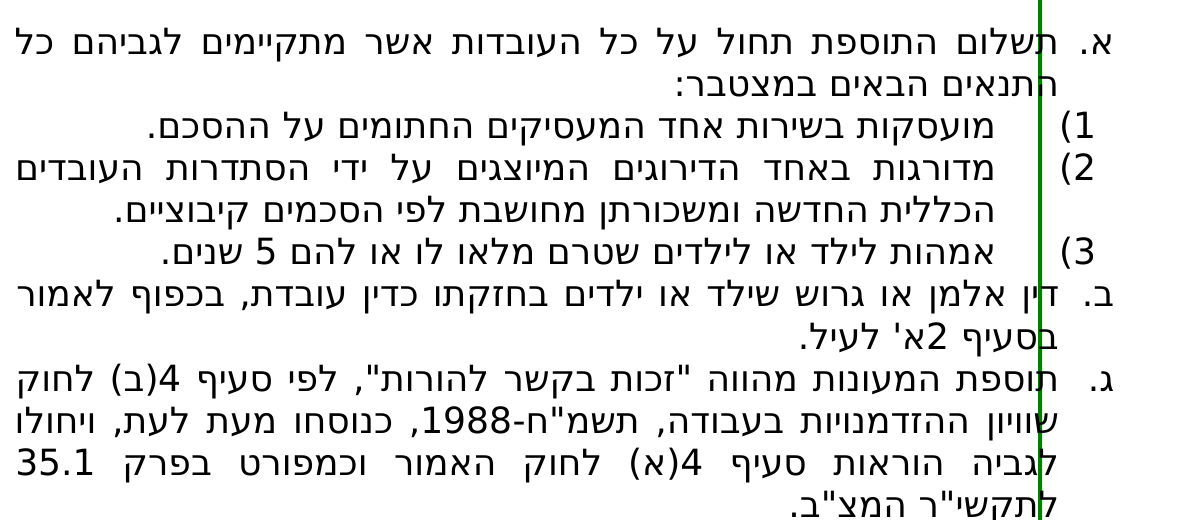 א. תשלום התוספת תחול על כל העובדות אשר מתקיימים לגביהם כל
התנאים הבאים במצטבר:
1) מועסקות בשירות אחד המעסיקים החתומים על ההסכם.
2) מדורגות באחד הדירוגים המיוצגים על ידי הסתדרות העובדים
הכללית החדשה ומשכורתן מחושבת לפי הסכמים קיבוציים.
3) אמהות לילד או לילדים שטרם מלאו לו או להם 5 שנים.
ב. דין אלמן או גרוש שילד או ילדים בחזקתו כדין עובדת, בכפוף לאמור
בסעיף 2א' לעיל.
ג. תוספת המעונות מהווה "זכות בקשר להורות", לפי סעיף 4(ב) לחוק
שוויון ההזדמנויות בעבודה, תשמ"ח-1988, כנוסחו מעת לעת, ויחולו
לגביה הוראות סעיף 4(א) לחוק האמור וכמפורט בפרק 35.1
לתקשי"ר המצ"ב.